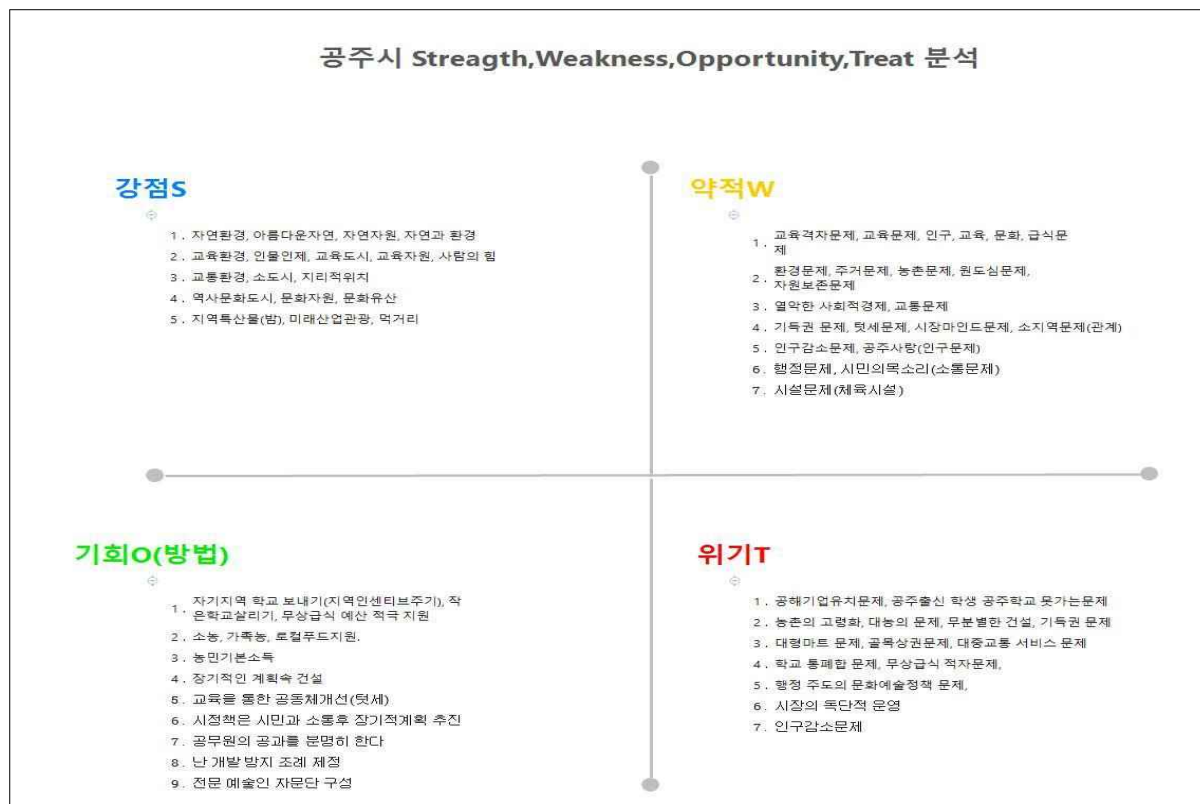 공주시 Streagth,Weakness,Opportunity,Treat 분석
강점S
1. 자연환경, 아름다운자연, 자연자원, 자연과 환경
2. 교육환경, 인물인제, 교육도시, 교육자원, 사람의 힘
3. 교통환경, 소도시, 지리적위치
4. 역사문화도시, 문화자원, 문화유산
5. 지역특산물(밤), 미래산업관광, 먹거리
약적W
1. 교육격자문제, 교육문제, 인구, 교육, 문화, 급식문
제
2. 환경문제, 주거문제, 농촌문제, 원도심문제,
자원보존문제
3. 열악한 사회적경제, 교통문제
4. 기득권 문제, 텃세문제, 시장마인드문제, 소지역문제(관계)
5. 인구감소문제, 공주사랑(인구문제)
6. 행정문제, 시민의목소리(소통문제)
7. 시설문제(체육시설)
기회O(방법)
1. 자기지역 학교 보내기(지역인센티브주기), 작
은학교살리기, 무상급식 예산 적극 지원
2. 소농, 가족농, 로컬푸드지원.
3. 농민기본소득
4. 장기적인 계획속 건설
5. 교육을 통한 공동체개선(텃세)
6. 시정책은 시민과 소통후 장기적계획 추진
7. 공무원의 공과를 분명히 한다
8. 난 개발 방지 조례 제정
9. 전문 예술인 자문단 구성
위기T
1. 공해기업유치문제, 공주출신 학생 공주학교 못가는문제
2. 농촌의 고령화, 대농의 문제, 무분별한 건설, 기득권 문제
3. 대형마트 문제, 골목상권문제, 대중교통 서비스 문제
4. 학교 통폐합 문제, 무상급식 적자문제,
5. 행정 주도의 문화예술정책 문제,
6. 시장의 독단적 운영
7. 인구감소문제